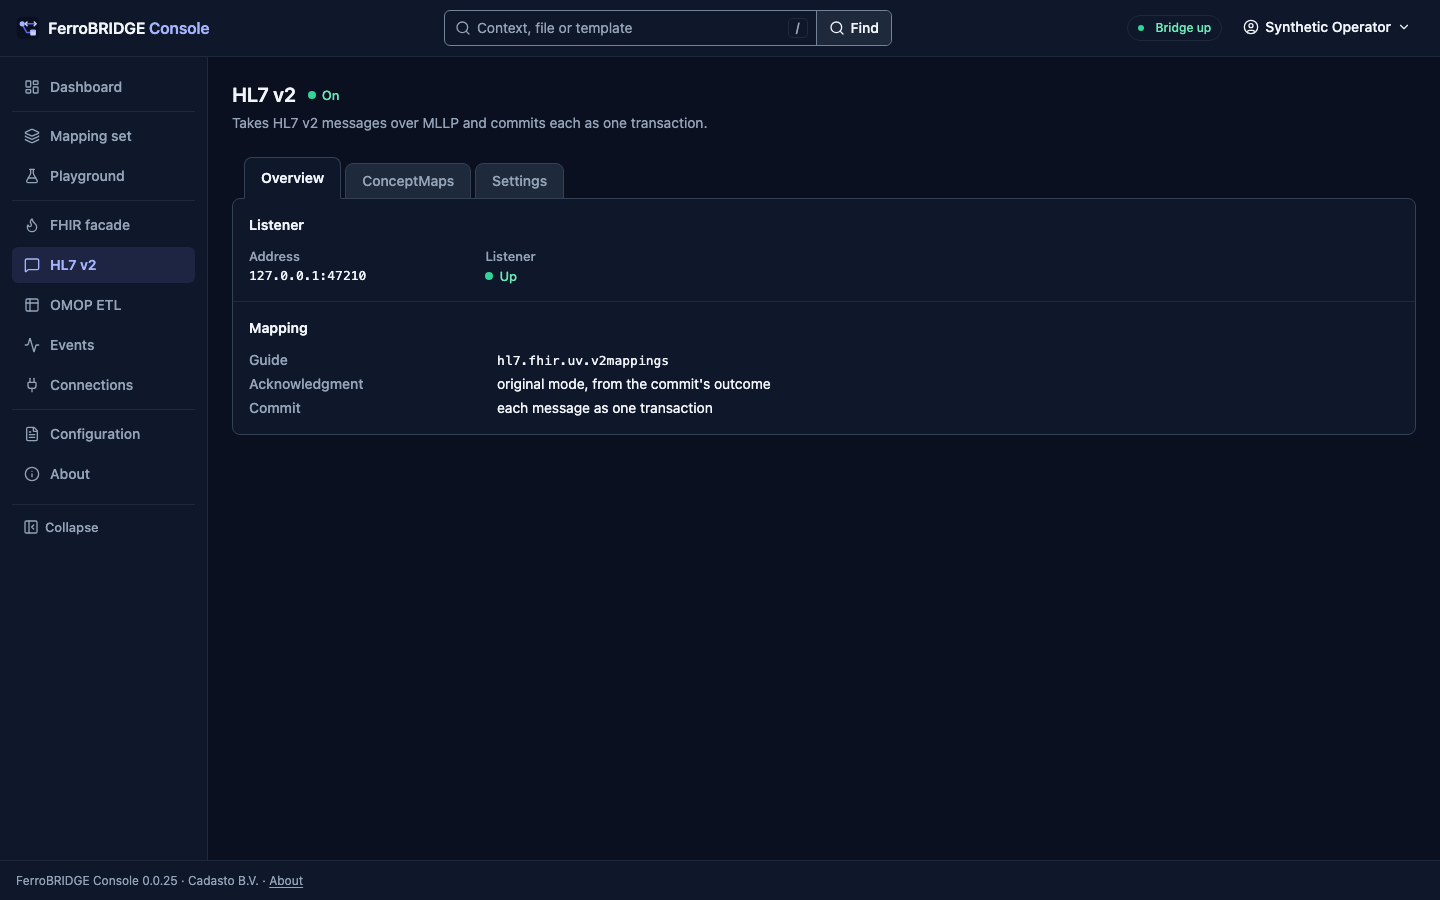 FerroBRIDGE Console
Context, file or template
/
Find
Bridge up
Synthetic Operator
Dashboard
Mapping set
Playground
FHIR facade
HL7 v2
OMOP ETL
Events
Connections
Configuration
About
Collapse
HL7 v2
On
Takes HL7 v2 messages over MLLP and commits each as one transaction.
Overview
ConceptMaps
Settings
Listener
Address
Listener
127.0.0.1:47210
Up
Mapping
Guide
hl7.fhir.uv.v2mappings
Acknowledgment
original mode, from the commit's outcome
Commit
each message as one transaction
FerroBRIDGE Console 0.0.25 · Cadasto B.V. · About